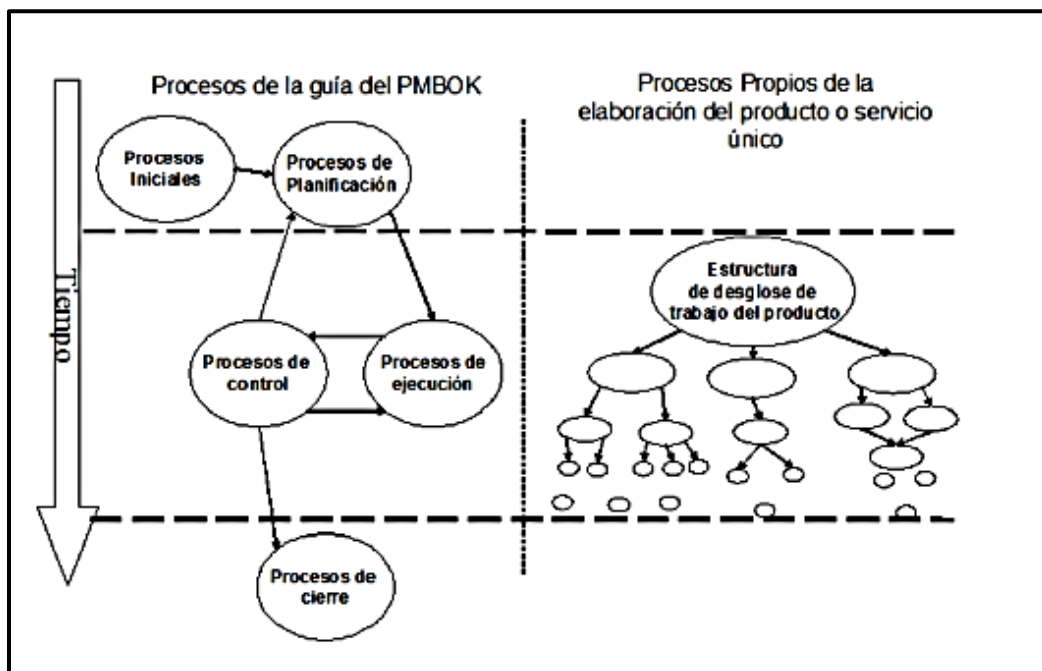 Procesos de la guía del PMBOK
Procesos Propios de la
elaboración del producto o servicio
único
Procesos
Iniciales
Procesos de
Planificación
Tiempo
Estructura
de desglose de
trabajo del producto
Procesos de
control
Procesos de
ejecución
Procesos de
cierre